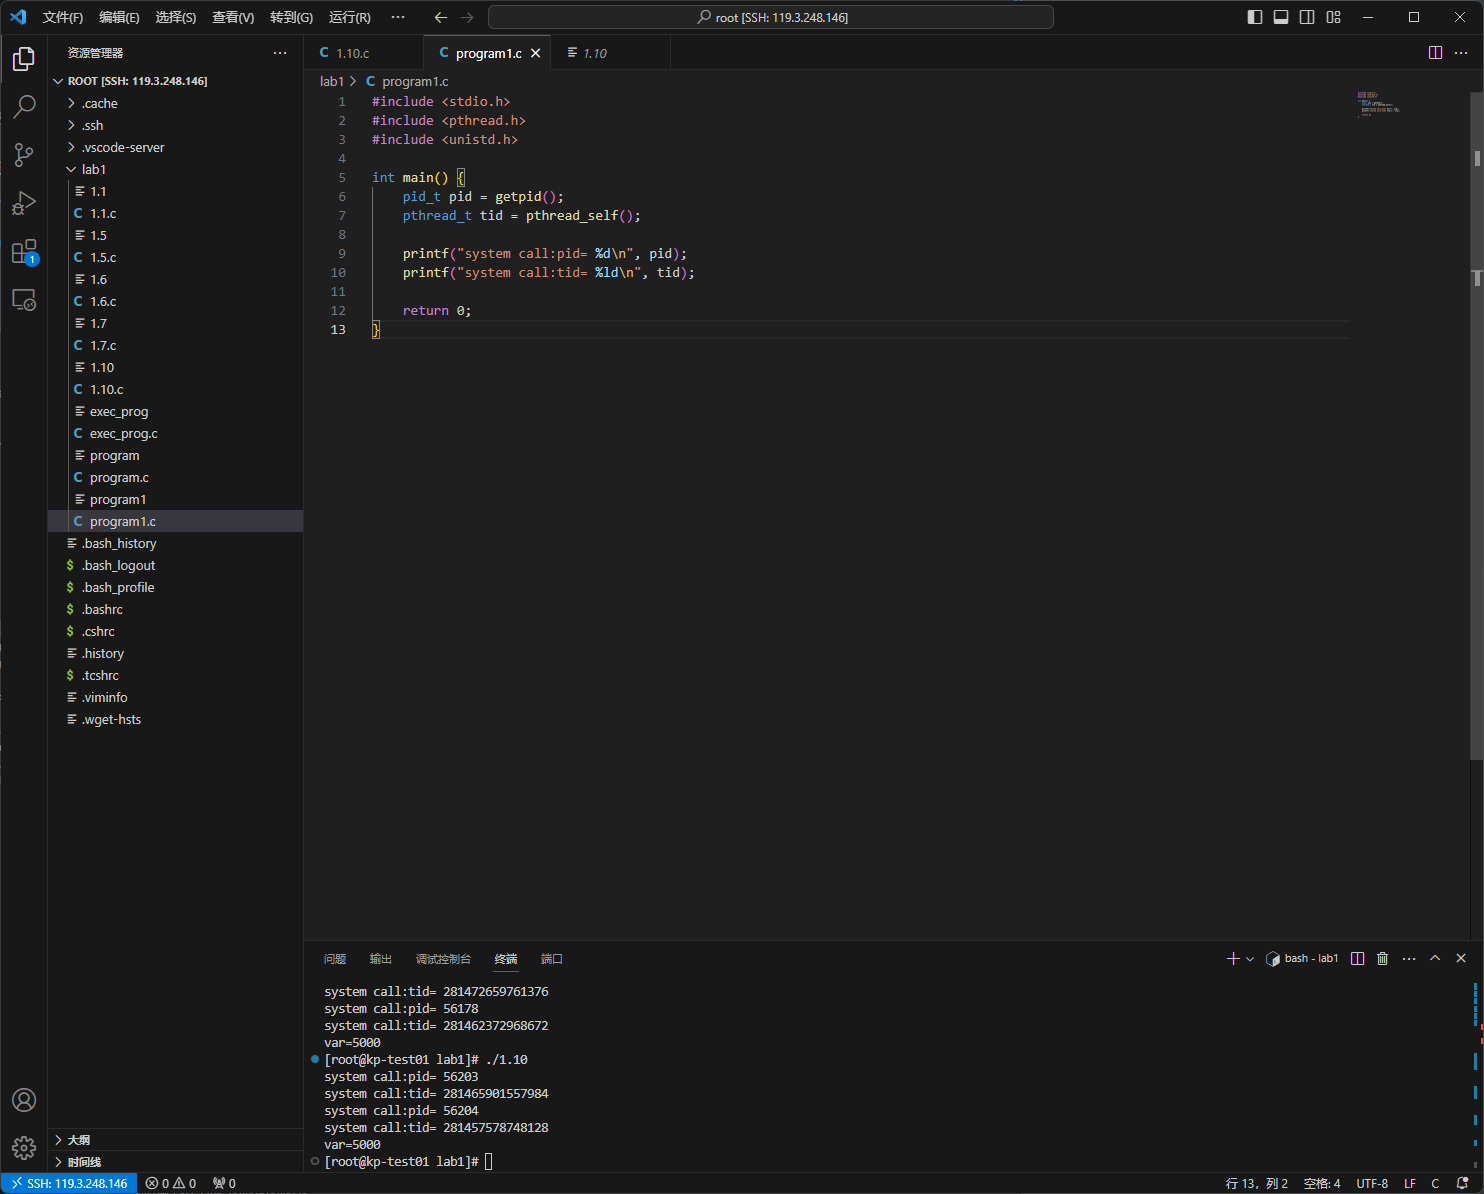 文件(F) 编辑(E) 选择(S) 查看(V) 转到(G) 运行(R) ··· root [SSH: 119.3.248.146]
资源管理器
ROOT [SSH: 119.3.248.146]
.cache
.ssh
.vscode-server
lab1
1.1
1.1.c
1.5
1.5.c
1.6
1.6.c
1.7
1.7.c
1.10
1.10.c
exec_prog
exec_prog.c
program
program.c
program1
program1.c
.bash_history
.bash_logout
.bash_profile
.bashrc
.cshrc
.history
.tcshrc
.viminfo
.wget-hsts
大纲
时间线
1
1.10.c program1.c 1.10
lab1 > C program1.c
1 #include <stdio.h>
2 #include <pthread.h>
3 #include <unistd.h>
4
5 int main() {
6 pid_t pid = getpid();
7 pthread_t tid = pthread_self();
8
9 printf("system call:pid= %d\n", pid);
10 printf("system call:tid= %ld\n", tid);
11
12 return 0;
13 }
问题 输出 调试控制台 终端 端口 bash - lab1
system call:tid= 281472659761376
system call:pid= 56178
system call:tid= 281462372968672
var=5000
[root@kp-test01 lab1]# ./1.10
system call:pid= 56203
system call:tid= 281465901557984
system call:pid= 56204
system call:tid= 281457578748128
var=5000
[root@kp-test01 lab1]#
SSH: 119.3.248.146 0 0 0 行 13，列 2 空格: 4 UTF-8 LF C